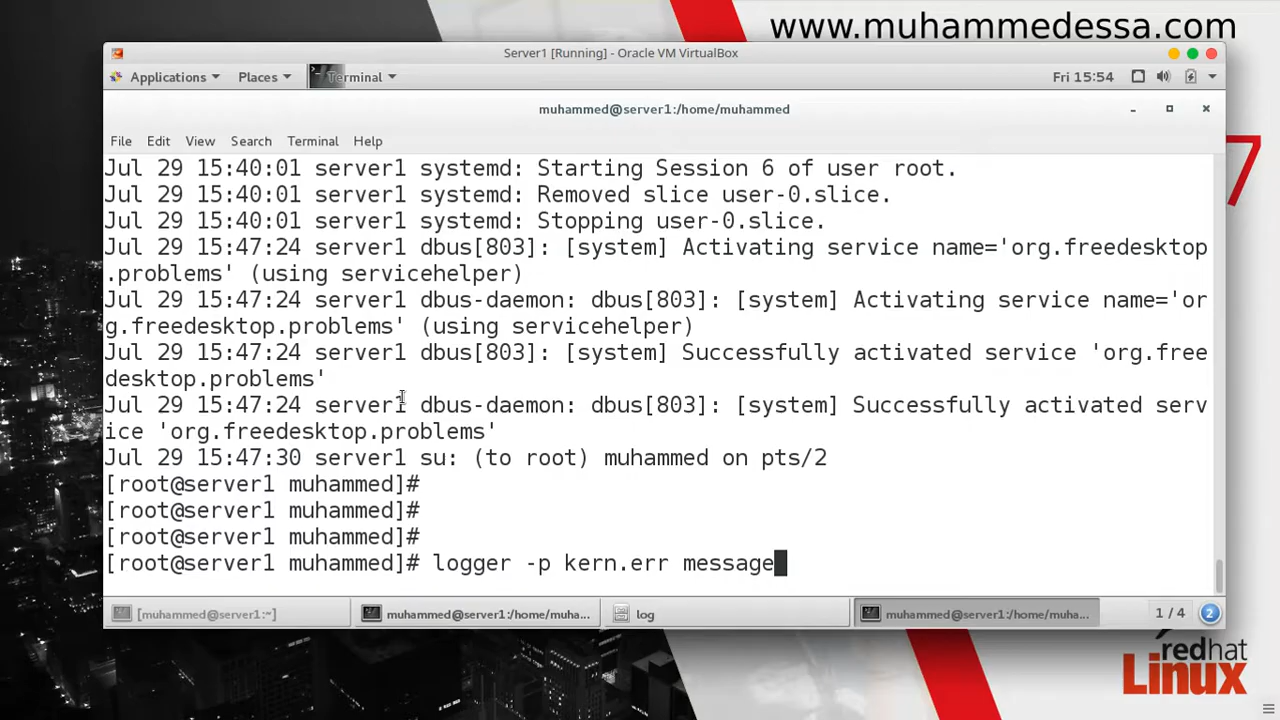 www.muhammedessa.com
Server1 [Running] - Oracle VM VirtualBox
Applications Places Terminal Fri 15:54
muhammed@server1:/home/muhammed
File Edit View Search Terminal Help
Jul 29 15:40:01 server1 systemd: Starting Session 6 of user root.
Jul 29 15:40:01 server1 systemd: Removed slice user-0.slice.
Jul 29 15:40:01 server1 systemd: Stopping user-0.slice.
Jul 29 15:47:24 server1 dbus[803]: [system] Activating service name='org.freedesktop
.problems' (using servicehelper)
Jul 29 15:47:24 server1 dbus-daemon: dbus[803]: [system] Activating service name='or
g.freedesktop.problems' (using servicehelper)
Jul 29 15:47:24 server1 dbus[803]: [system] Successfully activated service 'org.free
desktop.problems'
Jul 29 15:47:24 server1 dbus-daemon: dbus[803]: [system] Successfully activated serv
ice 'org.freedesktop.problems'
Jul 29 15:47:30 server1 su: (to root) muhammed on pts/2
[root@server1 muhammed]#
[root@server1 muhammed]#
[root@server1 muhammed]#
[root@server1 muhammed]# logger -p kern.err message
[muhammed@server1:~] muhammed@server1:/home/muha... log muhammed@server1:/home/muha... 1 / 4 2
7
redhat
Linux